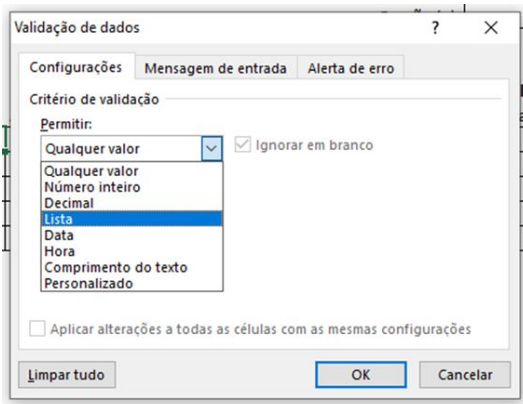 Validação de dados
?
×
Configurações
Mensagem de entrada
Alerta de erro
Critério de validação
Permitir:
Qualquer valor
Ignorar em branco
Qualquer valor
Número inteiro
Decimal
Lista
Data
Hora
Comprimento do texto
Personalizado
Aplicar alterações a todas as células com as mesmas configurações
Limpar tudo
OK
Cancelar